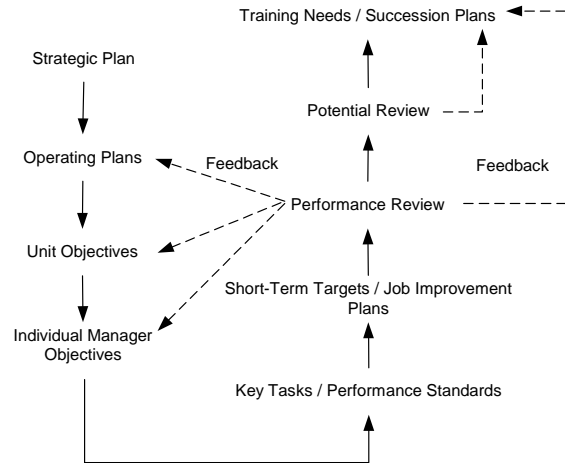 Training Needs / Succession Plans
Strategic Plan
Potential Review
Operating Plans
Feedback
Feedback
Performance Review
Unit Objectives
Short-Term Targets / Job Improvement
Plans
Individual Manager
Objectives
Key Tasks / Performance Standards